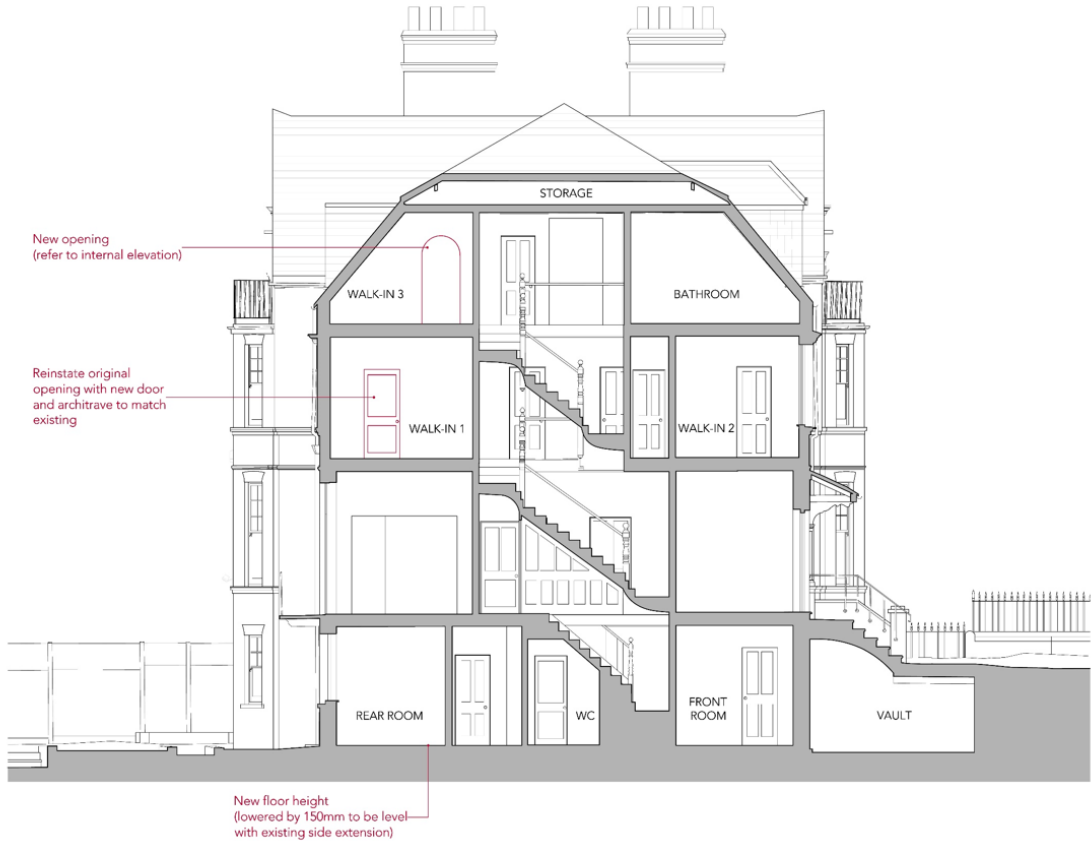 STORAGE
New opening
(refer to internal elevation)
WALK-IN 3
BATHROOM
Reinstate original
opening with new door
and architrave to match
existing
WALK-IN 1
WALK-IN 2
REAR ROOM
WC
FRONT
ROOM
VAULT
New floor height
(lowered by 150mm to be level
with existing side extension)